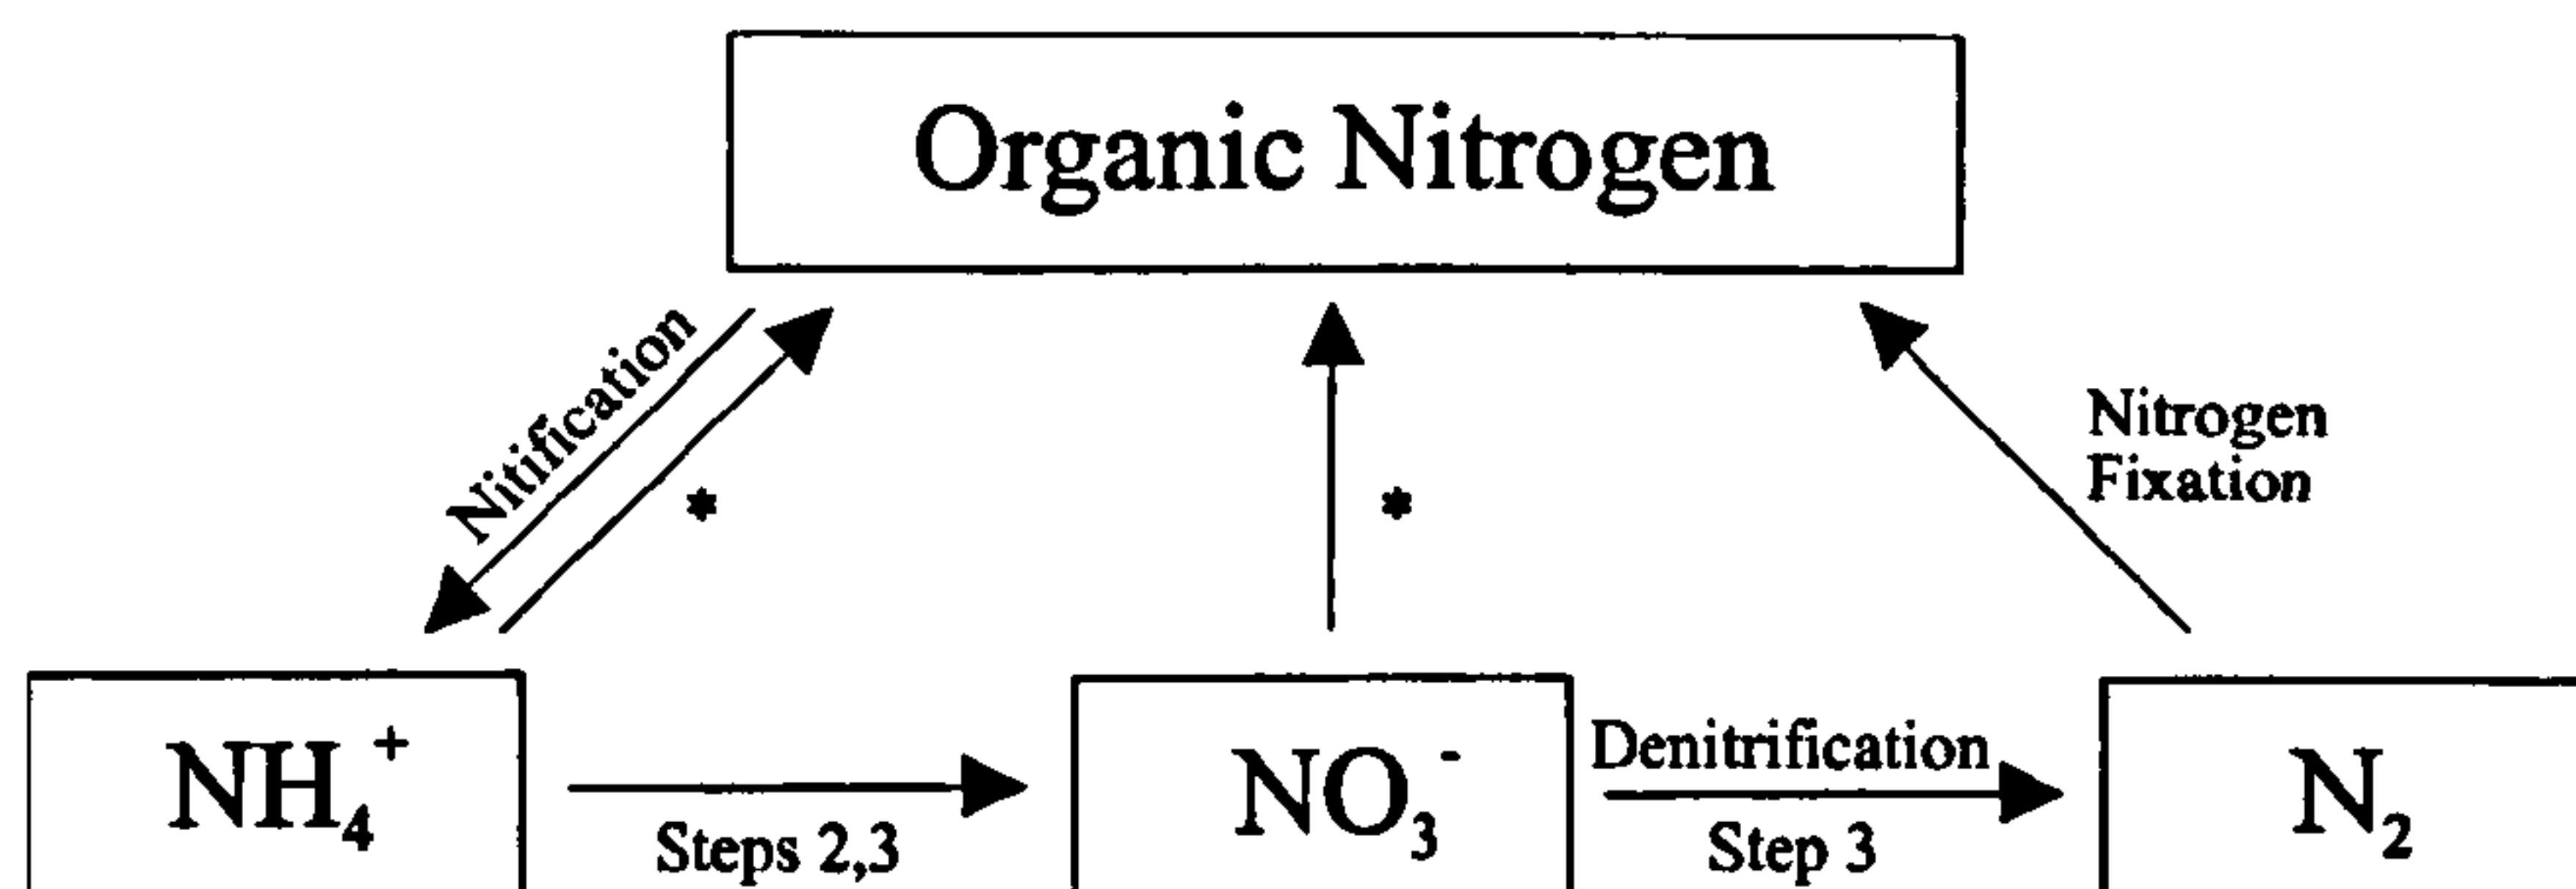 Organic Nitrogen
Nitification
*
*
Nitrogen
Fixation
NH₄⁺
Steps 2,3
NO₃⁻
Denitrification
Step 3
N₂